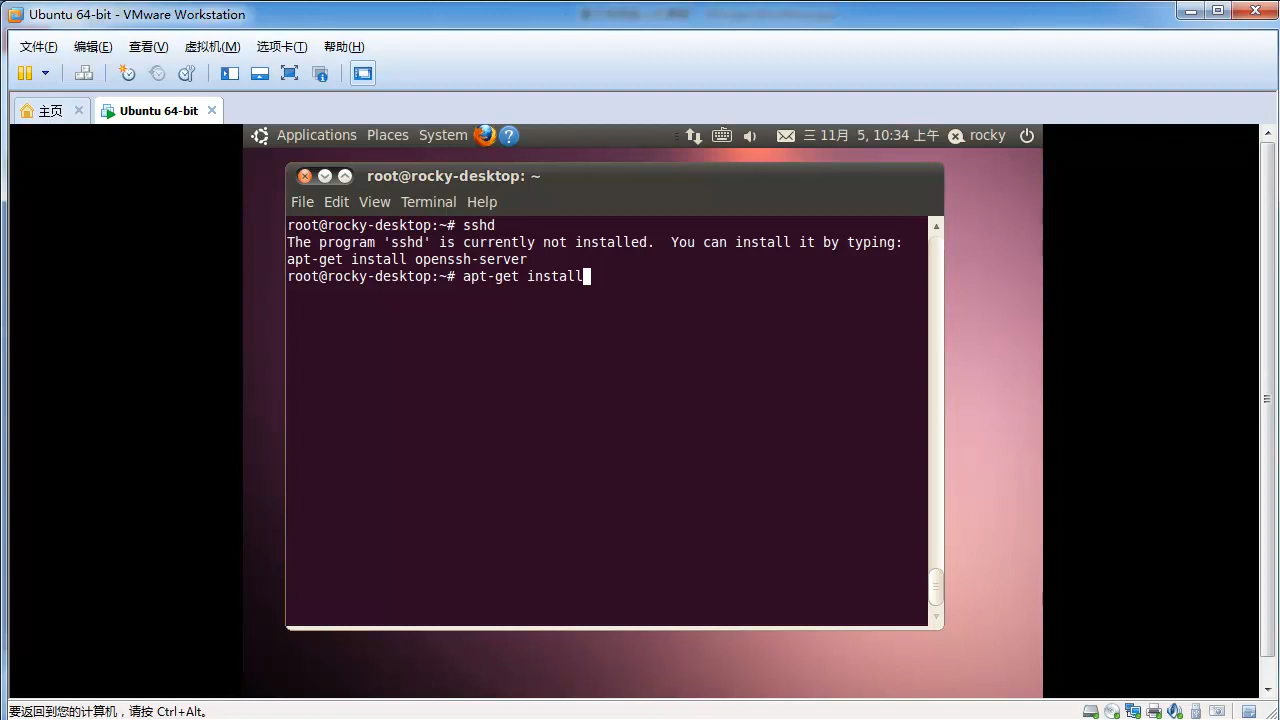 Ubuntu 64-bit - VMware Workstation
文件(F) 编辑(E) 查看(V) 虚拟机(M) 选项卡(T) 帮助(H)
主页 Ubuntu 64-bit
Applications Places System 三 11月 5, 10:34 上午 rocky
root@rocky-desktop: ~
File Edit View Terminal Help
root@rocky-desktop:~# sshd
The program 'sshd' is currently not installed.  You can install it by typing:
apt-get install openssh-server
root@rocky-desktop:~# apt-get install
要返回到您的计算机，请按 Ctrl+Alt。